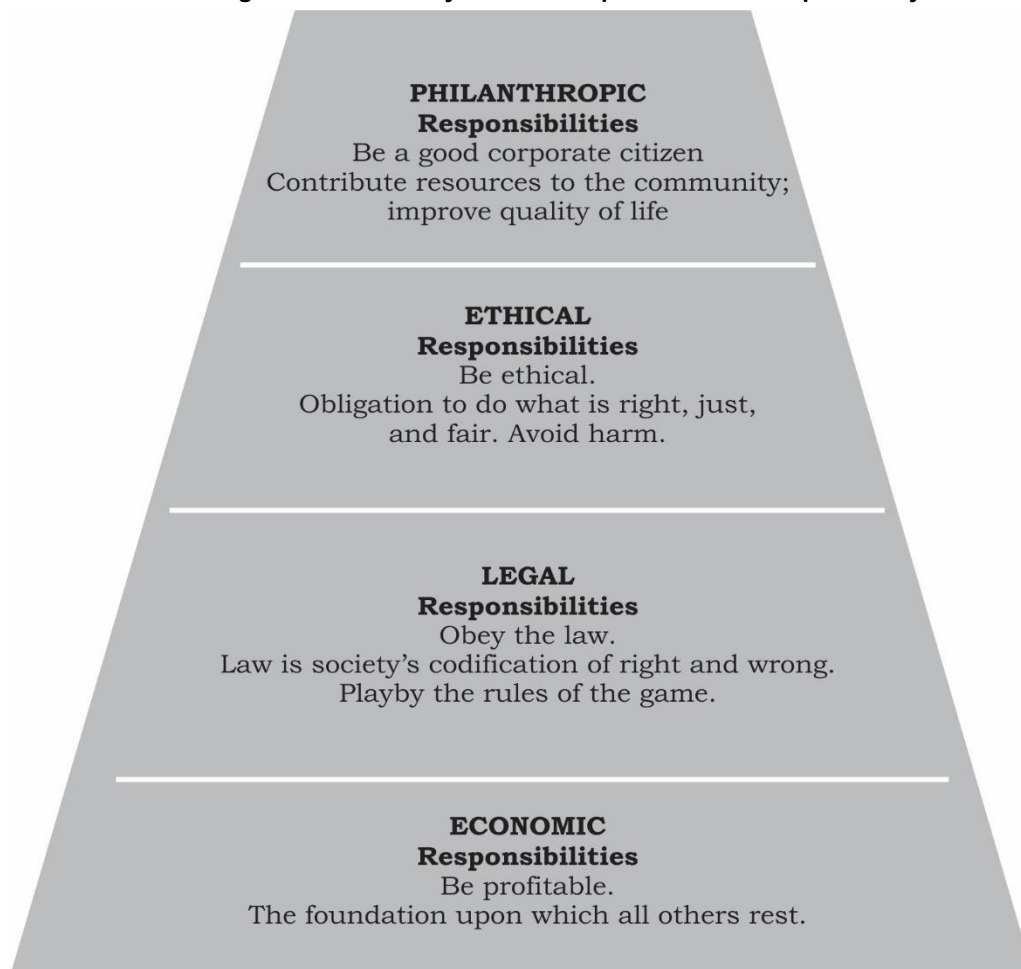 PHILANTHROPIC
Responsibilities
Be a good corporate citizen
Contribute resources to the community;
improve quality of life
ETHICAL
Responsibilities
Be ethical.
Obligation to do what is right, just,
and fair. Avoid harm.
LEGAL
Responsibilities
Obey the law.
Law is society’s codification of right and wrong.
Playby the rules of the game.
ECONOMIC
Responsibilities
Be profitable.
The foundation upon which all others rest.